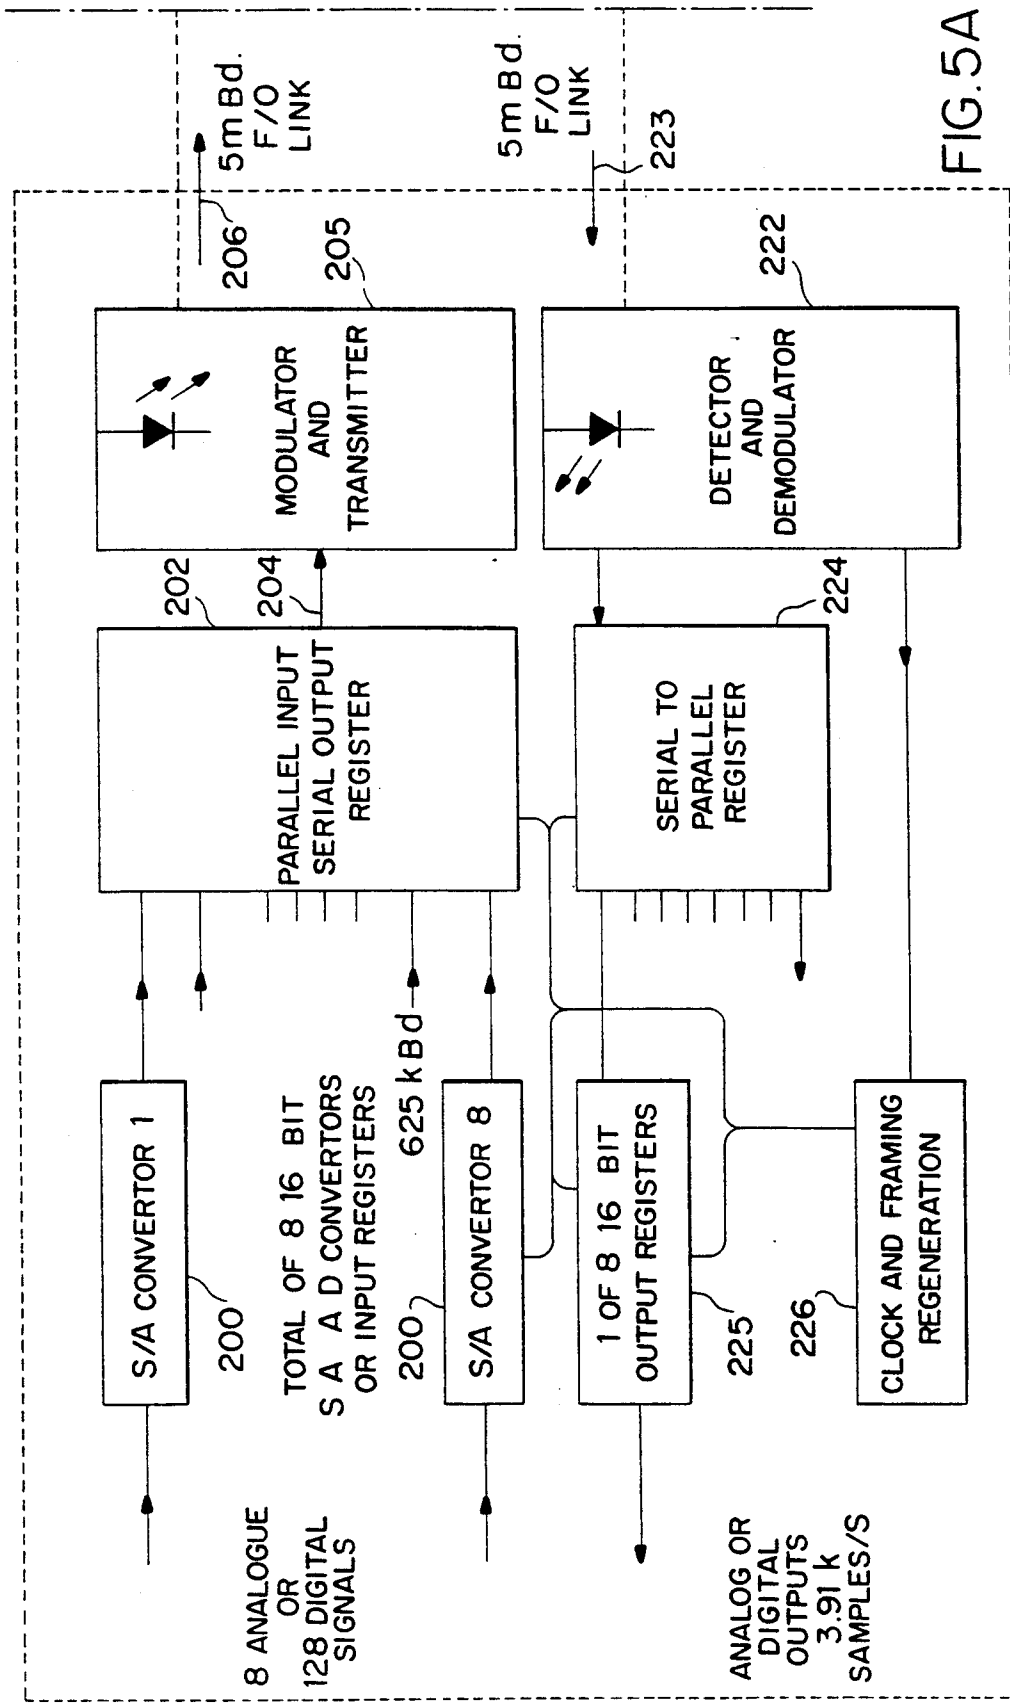 8 ANALOGUE
OR
128 DIGITAL
SIGNALS
S/A CONVERTOR 1
200
TOTAL OF 8 16 BIT
S A A D CONVERTORS
OR INPUT REGISTERS
625 kBd
200
S/A CONVERTOR 8
PARALLEL INPUT
SERIAL OUTPUT
REGISTER
202
204
MODULATOR
AND
TRANSMITTER
205
206
5mBd.
F/O
LINK
ANALOG OR
DIGITAL
OUTPUTS
3.91 k
SAMPLES/S
1 OF 8 16 BIT
OUTPUT REGISTERS
225
226
CLOCK AND FRAMING
REGENERATION
SERIAL TO
PARALLEL
REGISTER
224
DETECTOR
AND
DEMODULATOR
222
5mBd.
F/O
LINK
223
FIG. 5A